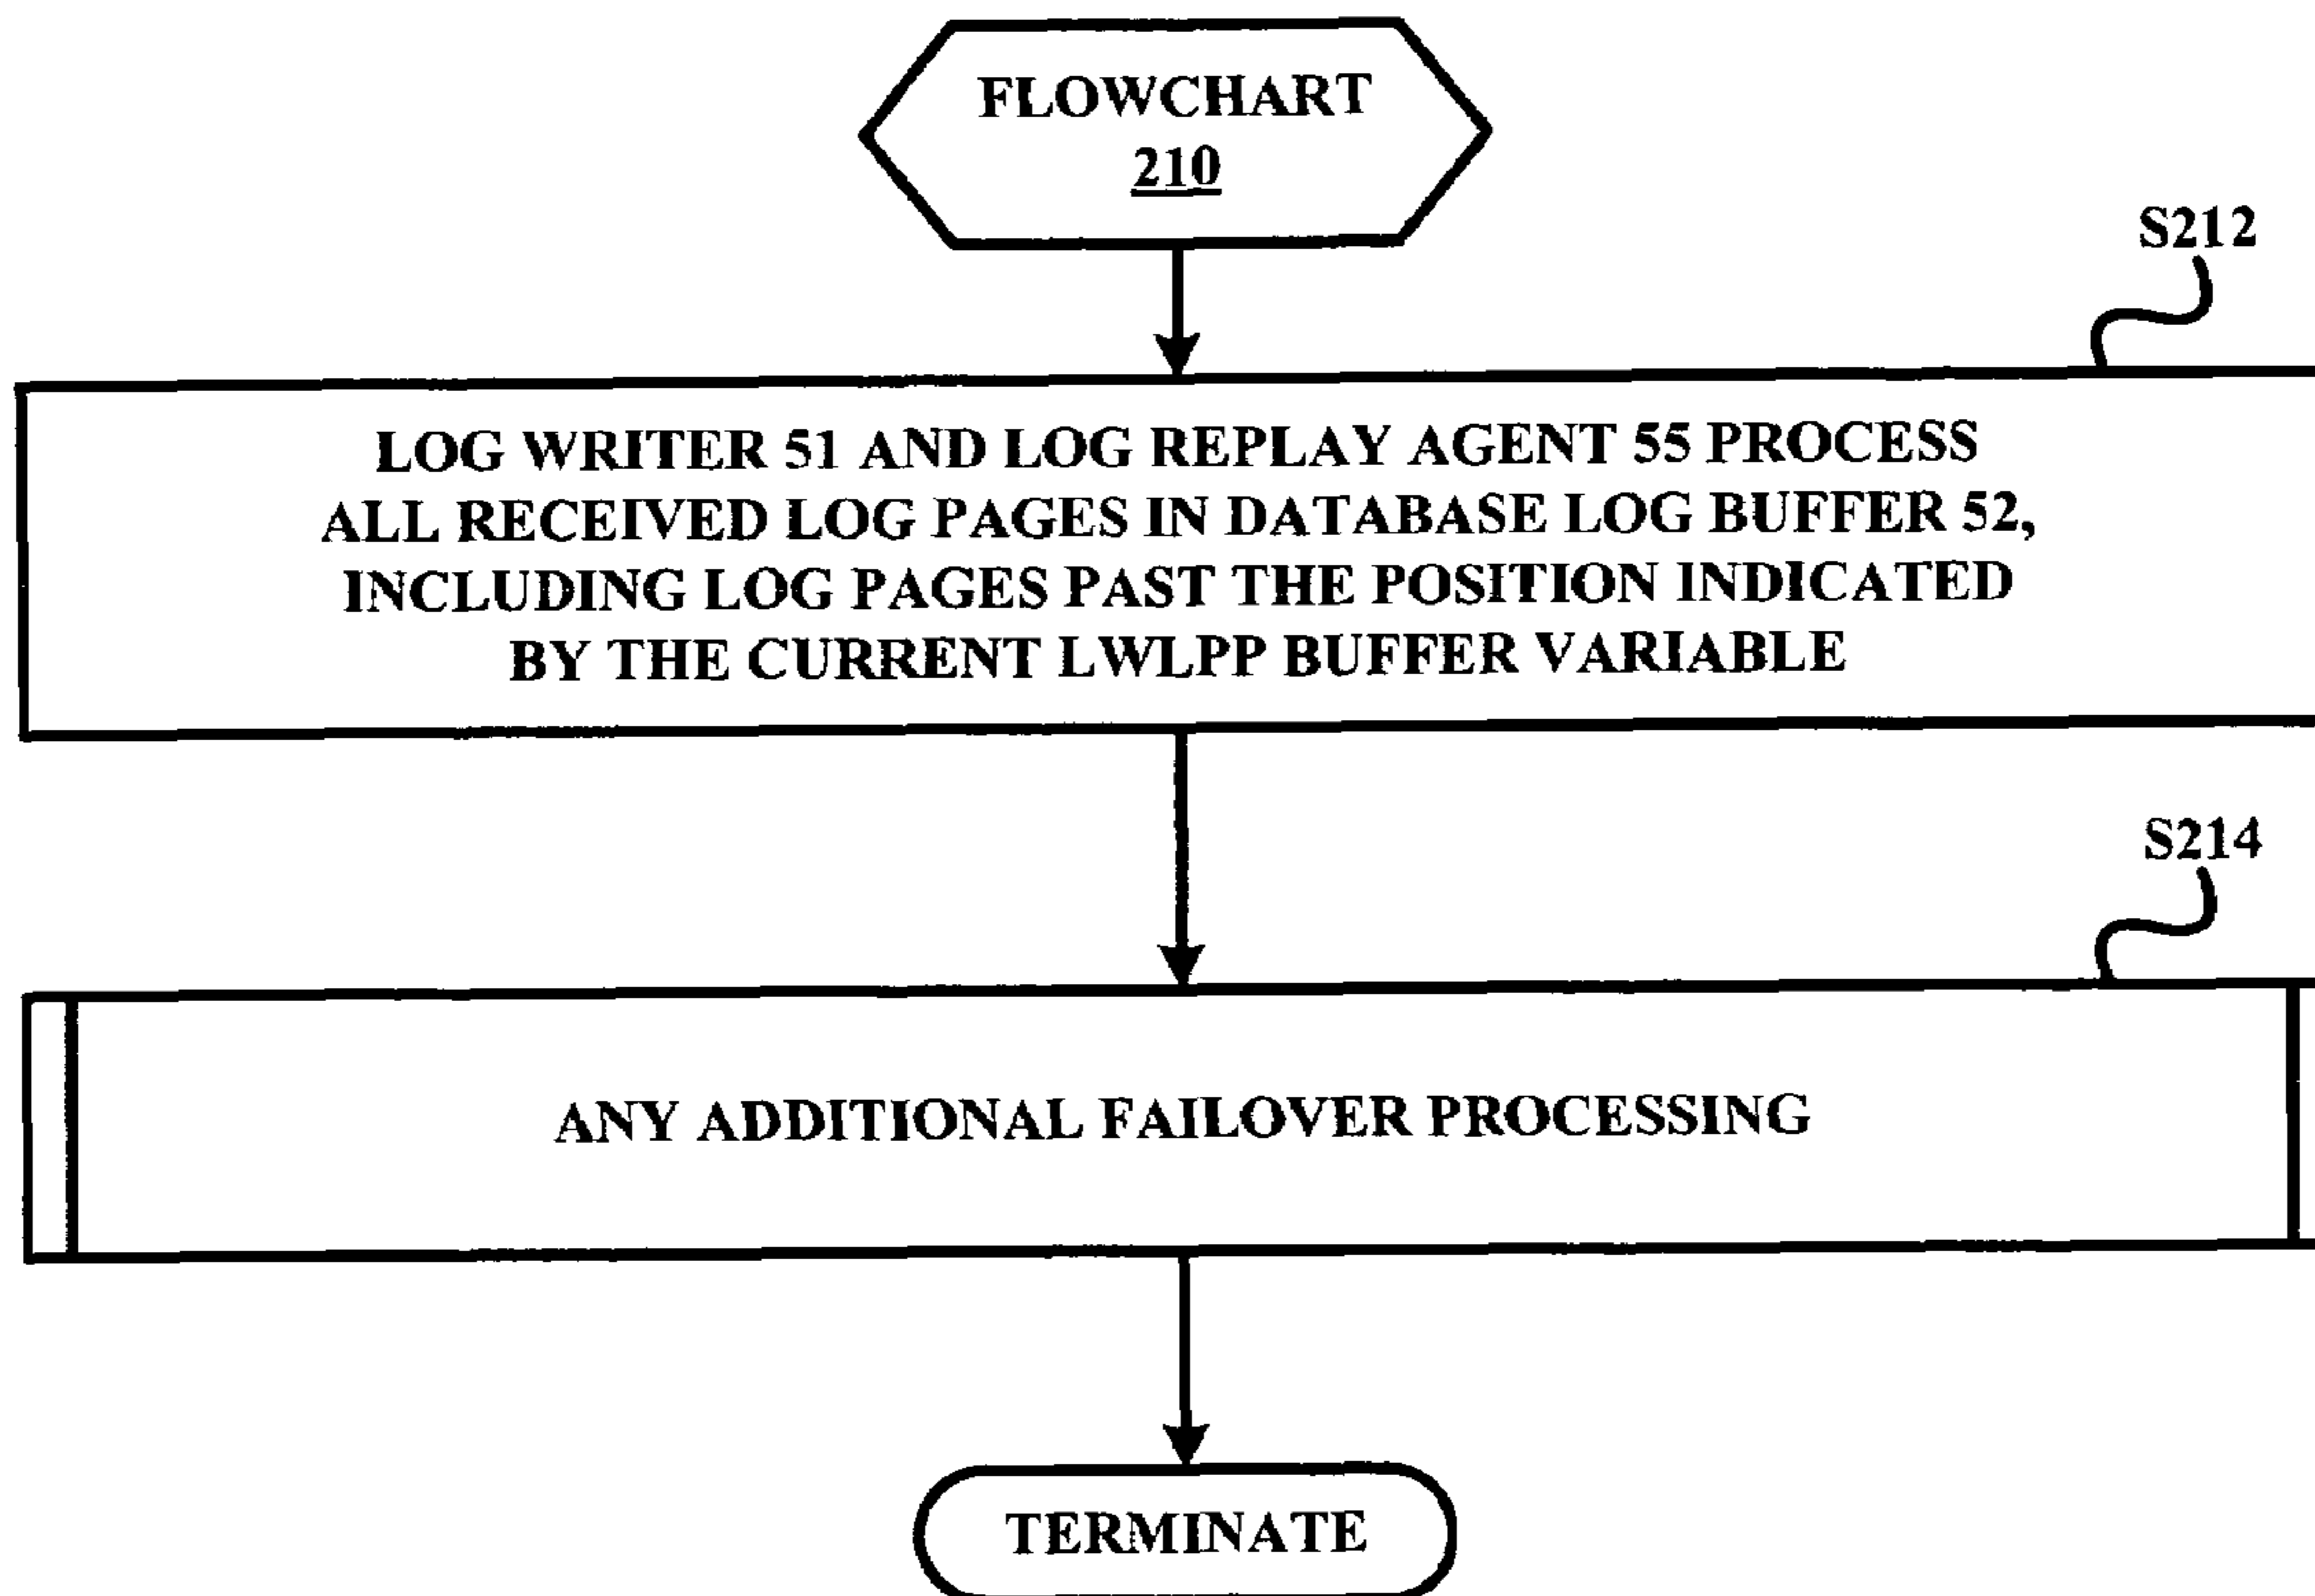 FLOWCHART
210
S212
LOG WRITER 51 AND LOG REPLAY AGENT 55 PROCESS
ALL RECEIVED LOG PAGES IN DATABASE LOG BUFFER 52,
INCLUDING LOG PAGES PAST THE POSITION INDICATED
BY THE CURRENT LWLPP BUFFER VARIABLE
S214
ANY ADDITIONAL FAILOVER PROCESSING
TERMINATE